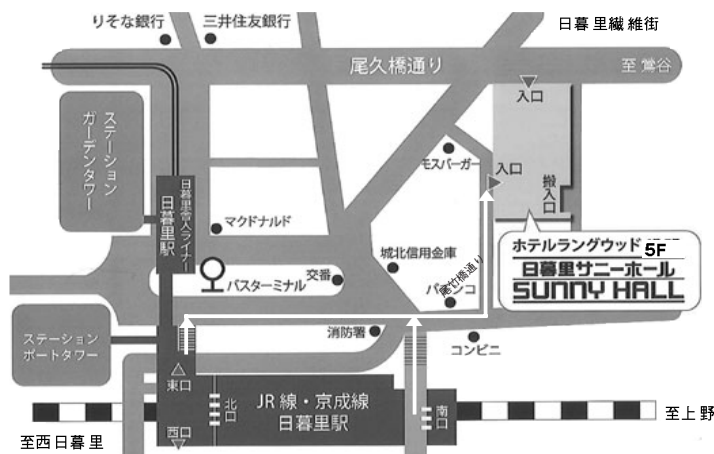 りそな銀行
三井住友銀行
日暮里繊維街
尾久橋通り
至 鶯谷
入口
ステーション
ガーデンタワー
モスバーガー
入口
搬入口
日暮里舎人ライナー
日暮里駅
マクドナルド
ホテルラングウッド 5F
日暮里サニーホール
SUNNY HALL
城北信用金庫
尾竹橋通り
バスターミナル
交番
パチンコ
ステーション
ポートタワー
消防署
コンビニ
東口
北口
JR 線・京成線
日暮里駅
南口
西口
至西日暮里
至上野